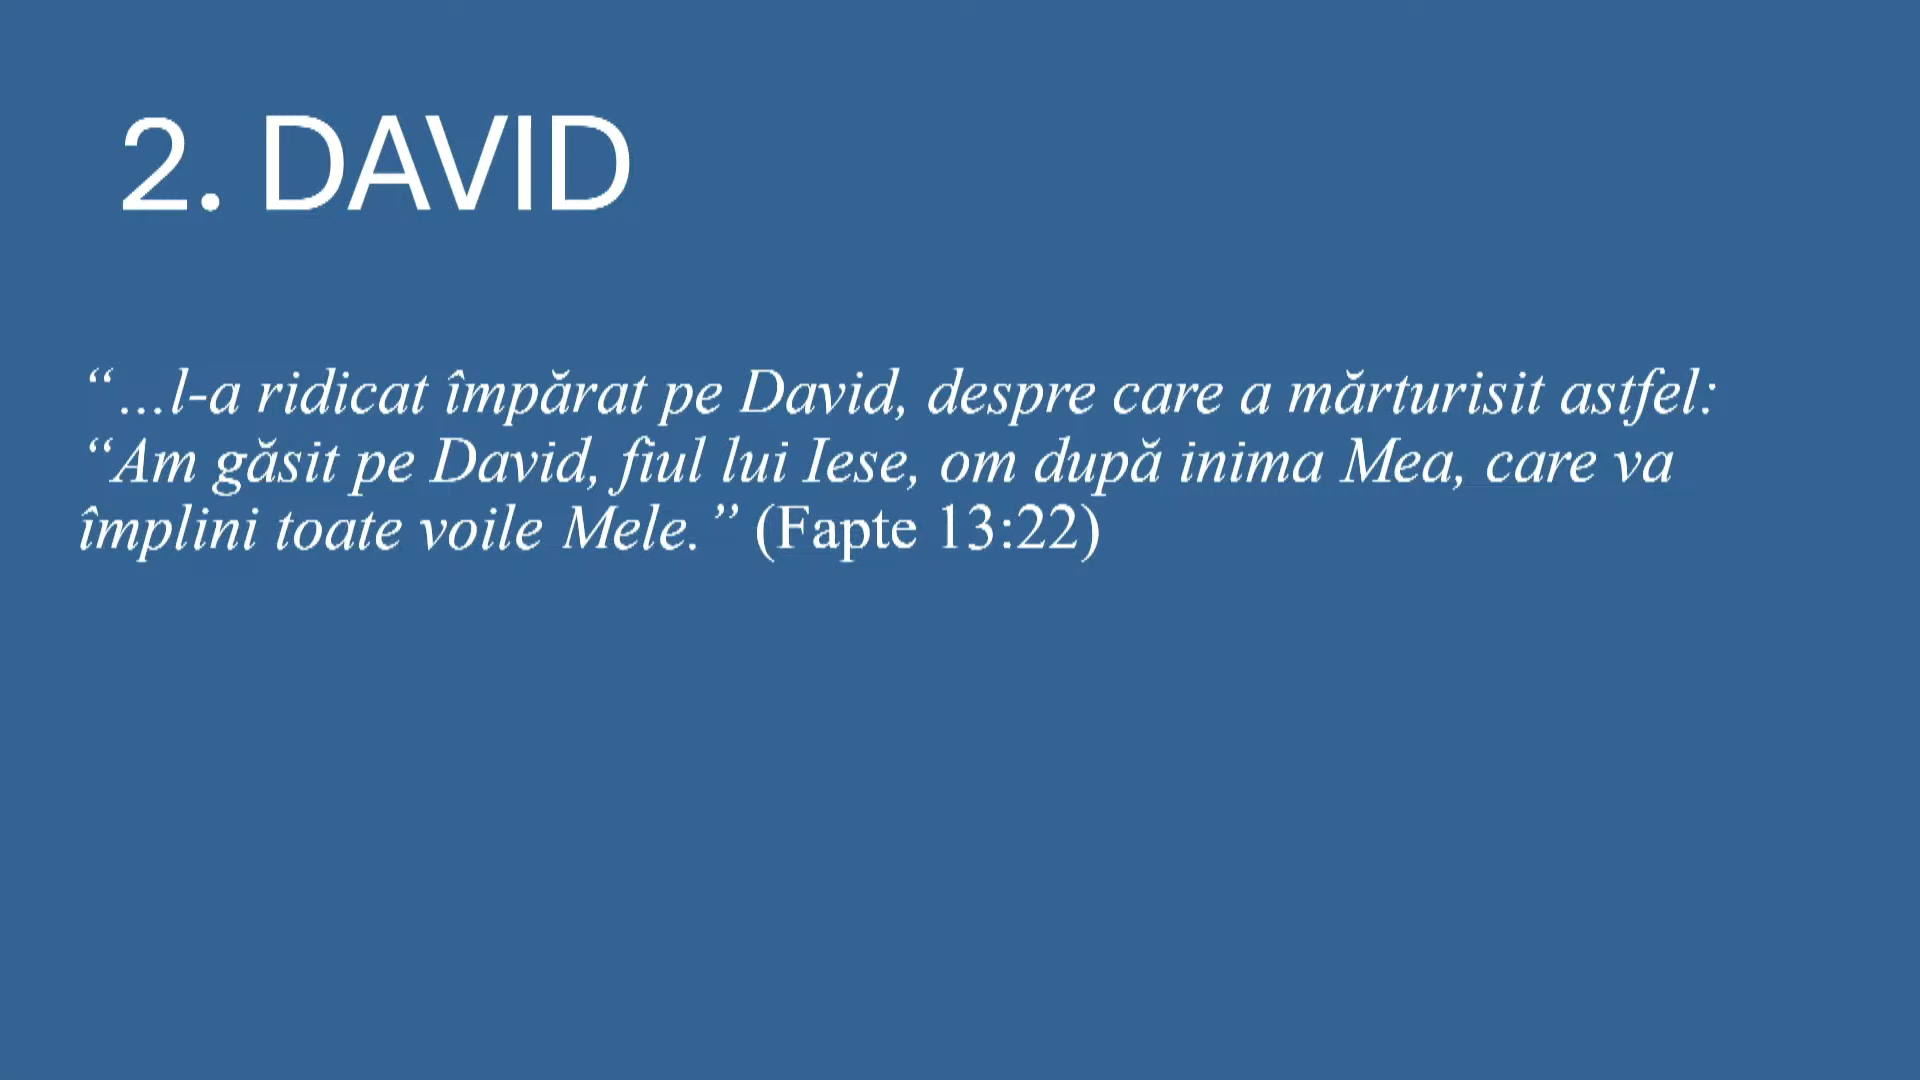 2. DAVID
“…l-a ridicat împărat pe David, despre care a mărturisit astfel:
“Am găsit pe David, fiul lui Iese, om după inima Mea, care va
împlini toate voile Mele.” (Fapte 13:22)